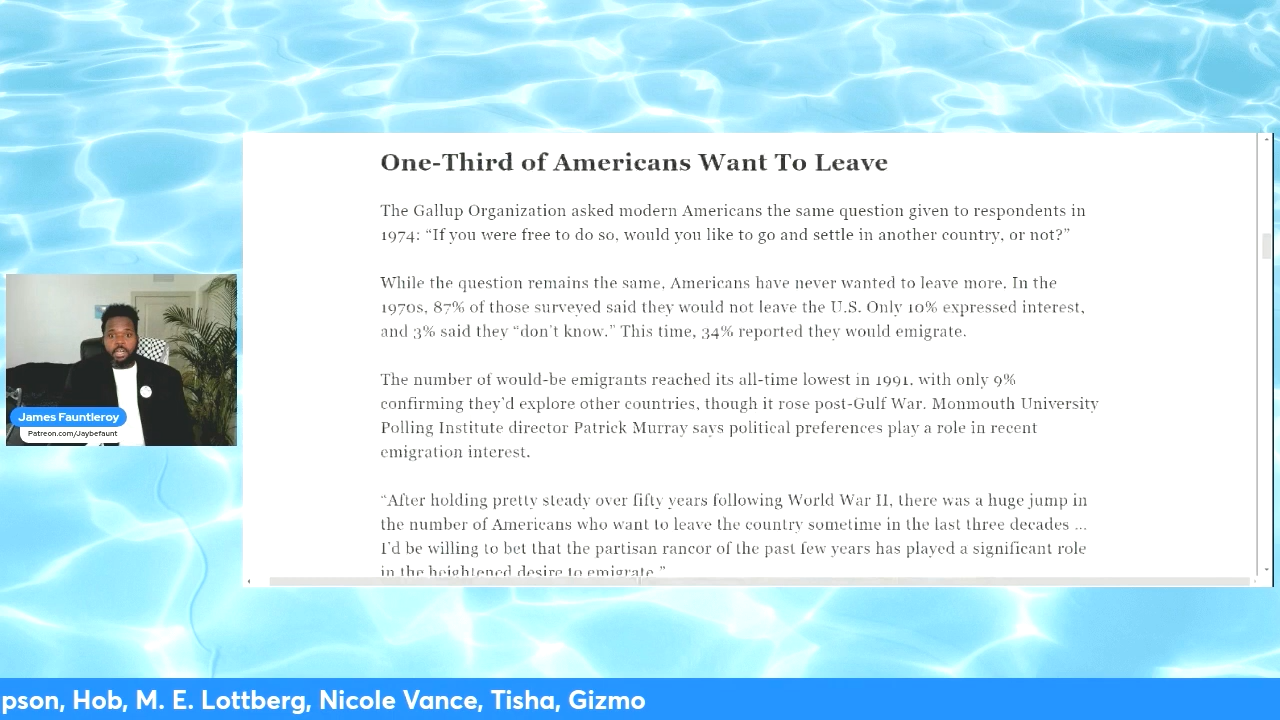 One-Third of Americans Want To Leave
The Gallup Organization asked modern Americans the same question given to respondents in
1974: “If you were free to do so, would you like to go and settle in another country, or not?”
While the question remains the same, Americans have never wanted to leave more. In the
1970s, 87% of those surveyed said they would not leave the U.S. Only 10% expressed interest,
and 3% said they “don’t know.” This time, 34% reported they would emigrate.
The number of would-be emigrants reached its all-time lowest in 1991, with only 9%
confirming they’d explore other countries, though it rose post-Gulf War. Monmouth University
Polling Institute director Patrick Murray says political preferences play a role in recent
emigration interest.
“After holding pretty steady over fifty years following World War II, there was a huge jump in
the number of Americans who want to leave the country sometime in the last three decades ...
I’d be willing to bet that the partisan rancor of the past few years has played a significant role
in the heightened desire to emigrate.”
James Fauntleroy
Patreon.com/Jaybefaunt
pson, Hob, M. E. Lottberg, Nicole Vance, Tisha, Gizmo